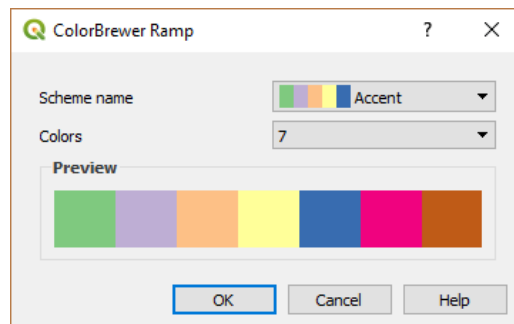 ColorBrewer Ramp
?
Scheme name
Accent
Colors
7
Preview
OK
Cancel
Help